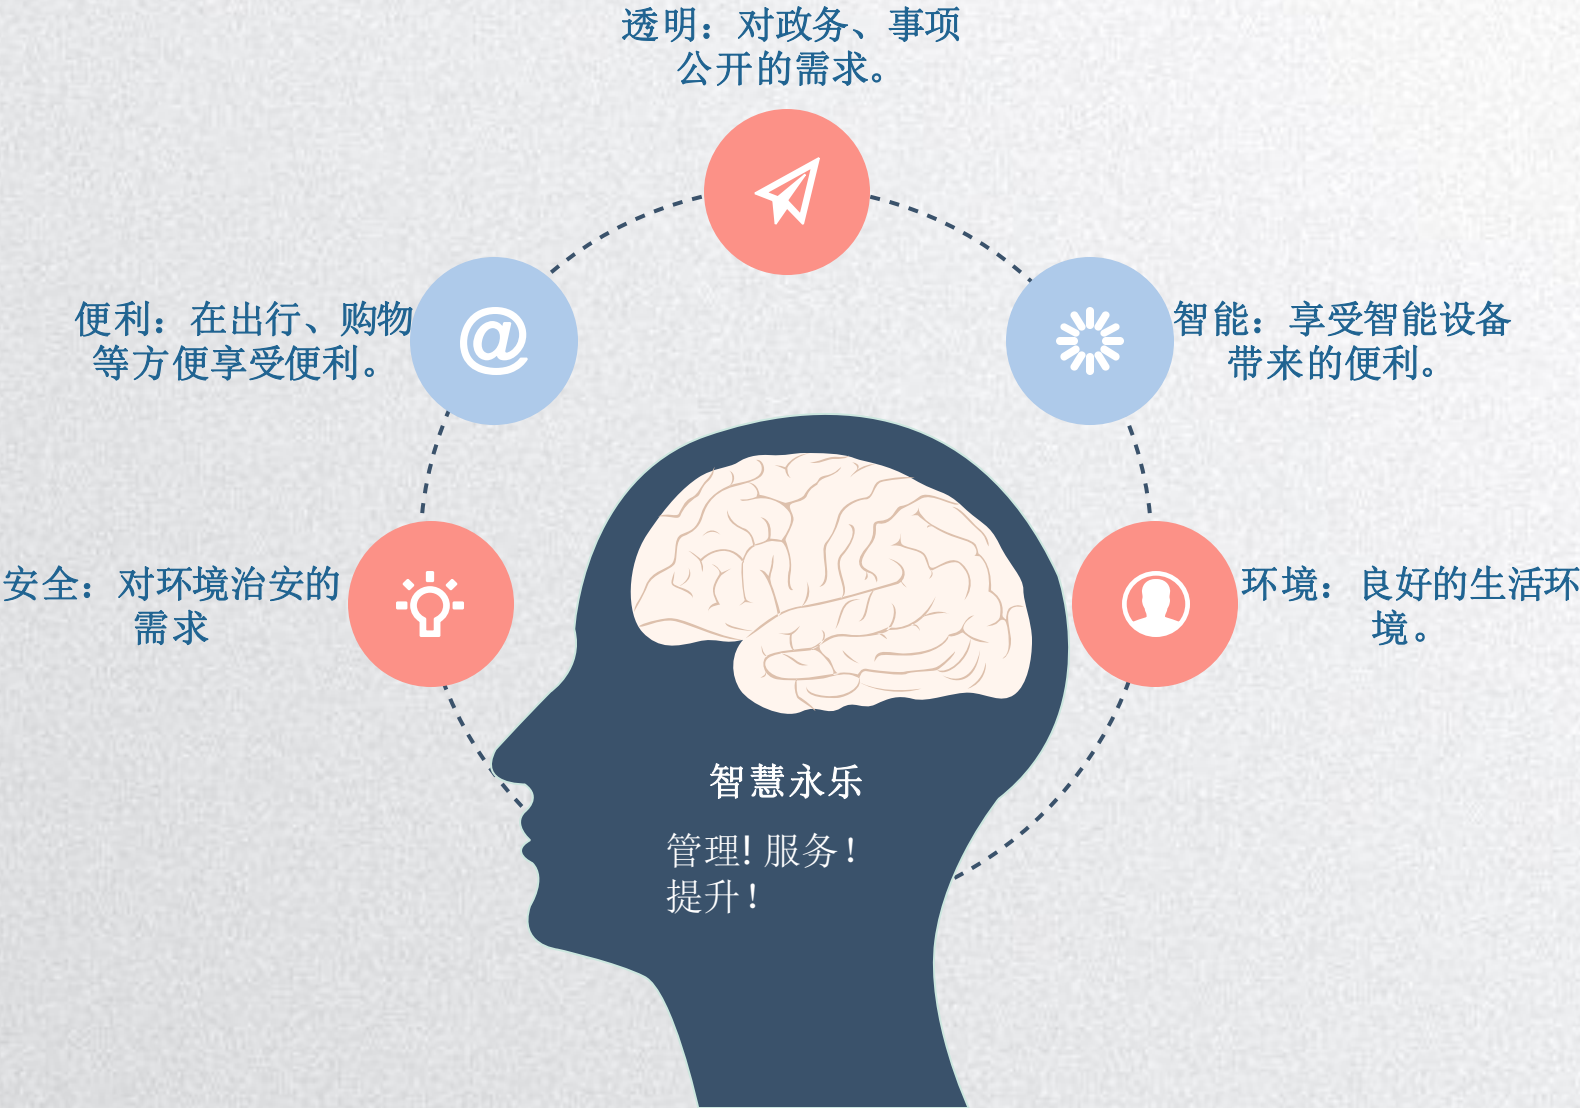 透明：对政务、事项
公开的需求。
便利：在出行、购物
等方便享受便利。
@
智能：享受智能设备
带来的便利。
安全：对环境治安的
需求
环境：良好的生活环
境。
智慧永乐
管理! 服务！
提升！